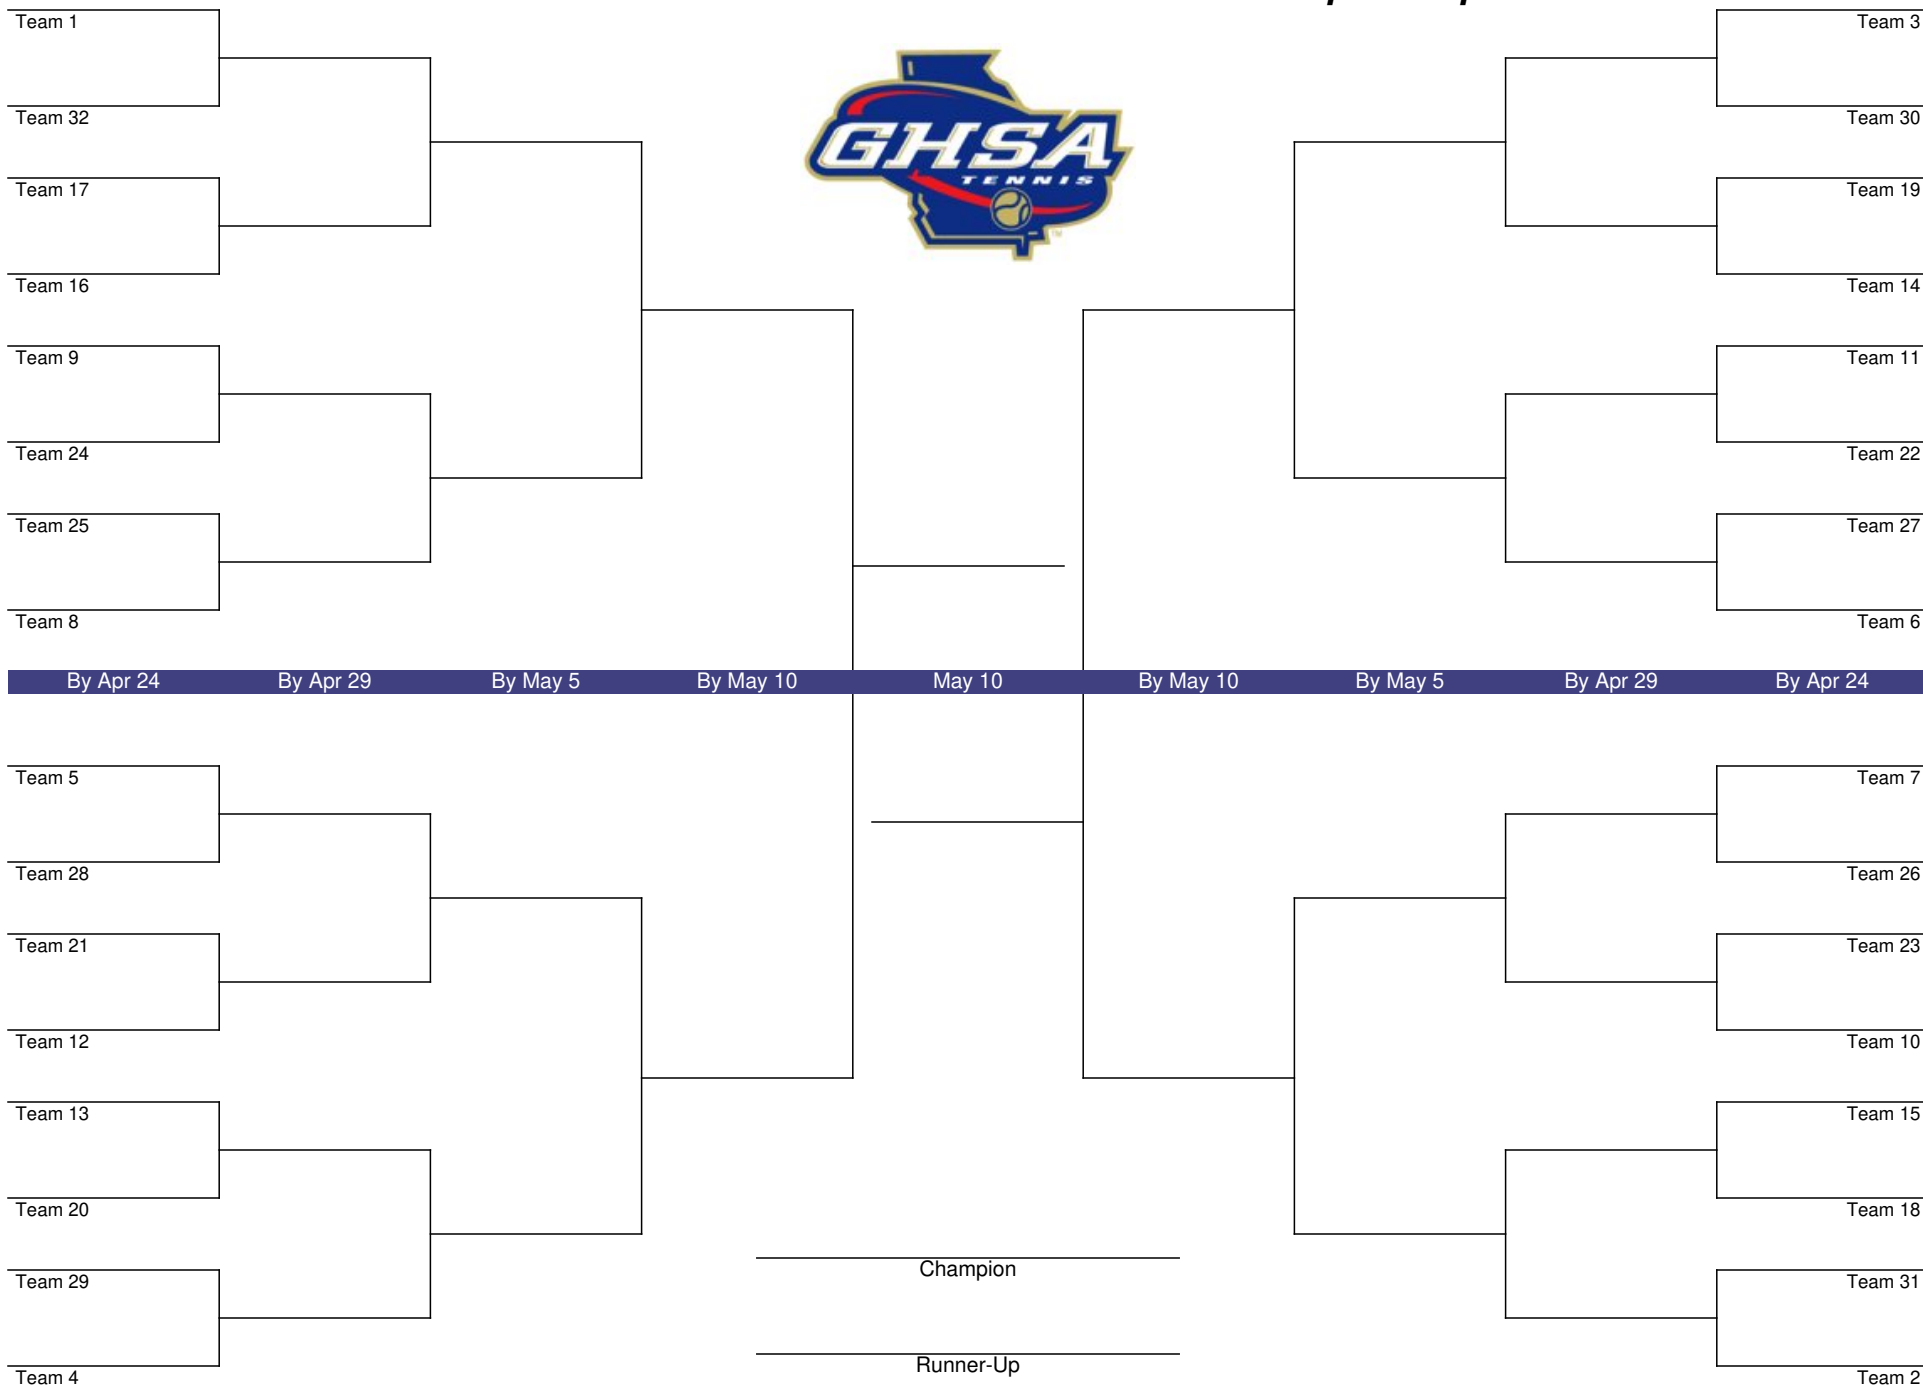 Team 1
Team 3
Team 32
Team 30
GHSA
TENNIS
TM
Team 17
Team 19
Team 16
Team 14
Team 9
Team 11
Team 24
Team 22
Team 25
Team 27
Team 8
Team 6
By Apr 24 By Apr 29 By May 5 By May 10 May 10 By May 10 By May 5 By Apr 29 By Apr 24
Team 5
Team 7
Team 28
Team 26
Team 21
Team 23
Team 12
Team 10
Team 13
Team 15
Team 20
Team 18
Champion
Team 29
Team 31
Runner-Up
Team 4
Team 2